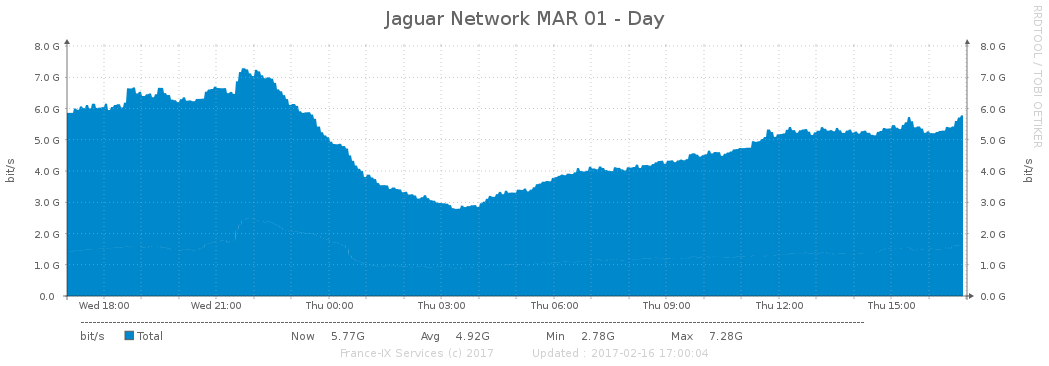 Jaguar Network MAR 01 - Day
RRDTOOL / TOBI OETIKER
bit/s
8.0 G 8.0 G
7.0 G 7.0 G
6.0 G 6.0 G
5.0 G 5.0 G
4.0 G 4.0 G
3.0 G 3.0 G
2.0 G 2.0 G
1.0 G 1.0 G
0.0 0.0 G
bit/s
Wed 18:00 Wed 21:00 Thu 00:00 Thu 03:00 Thu 06:00 Thu 09:00 Thu 12:00 Thu 15:00
bit/s Total Now 5.77G Avg 4.92G Min 2.78G Max 7.28G
France-IX Services (c) 2017 Updated : 2017-02-16 17:00:04